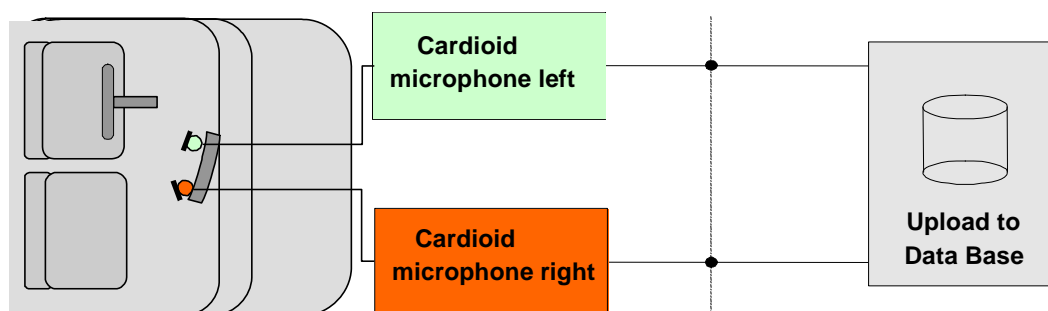 Cardioid
microphone left
Cardioid
microphone right
Upload to
Data Base